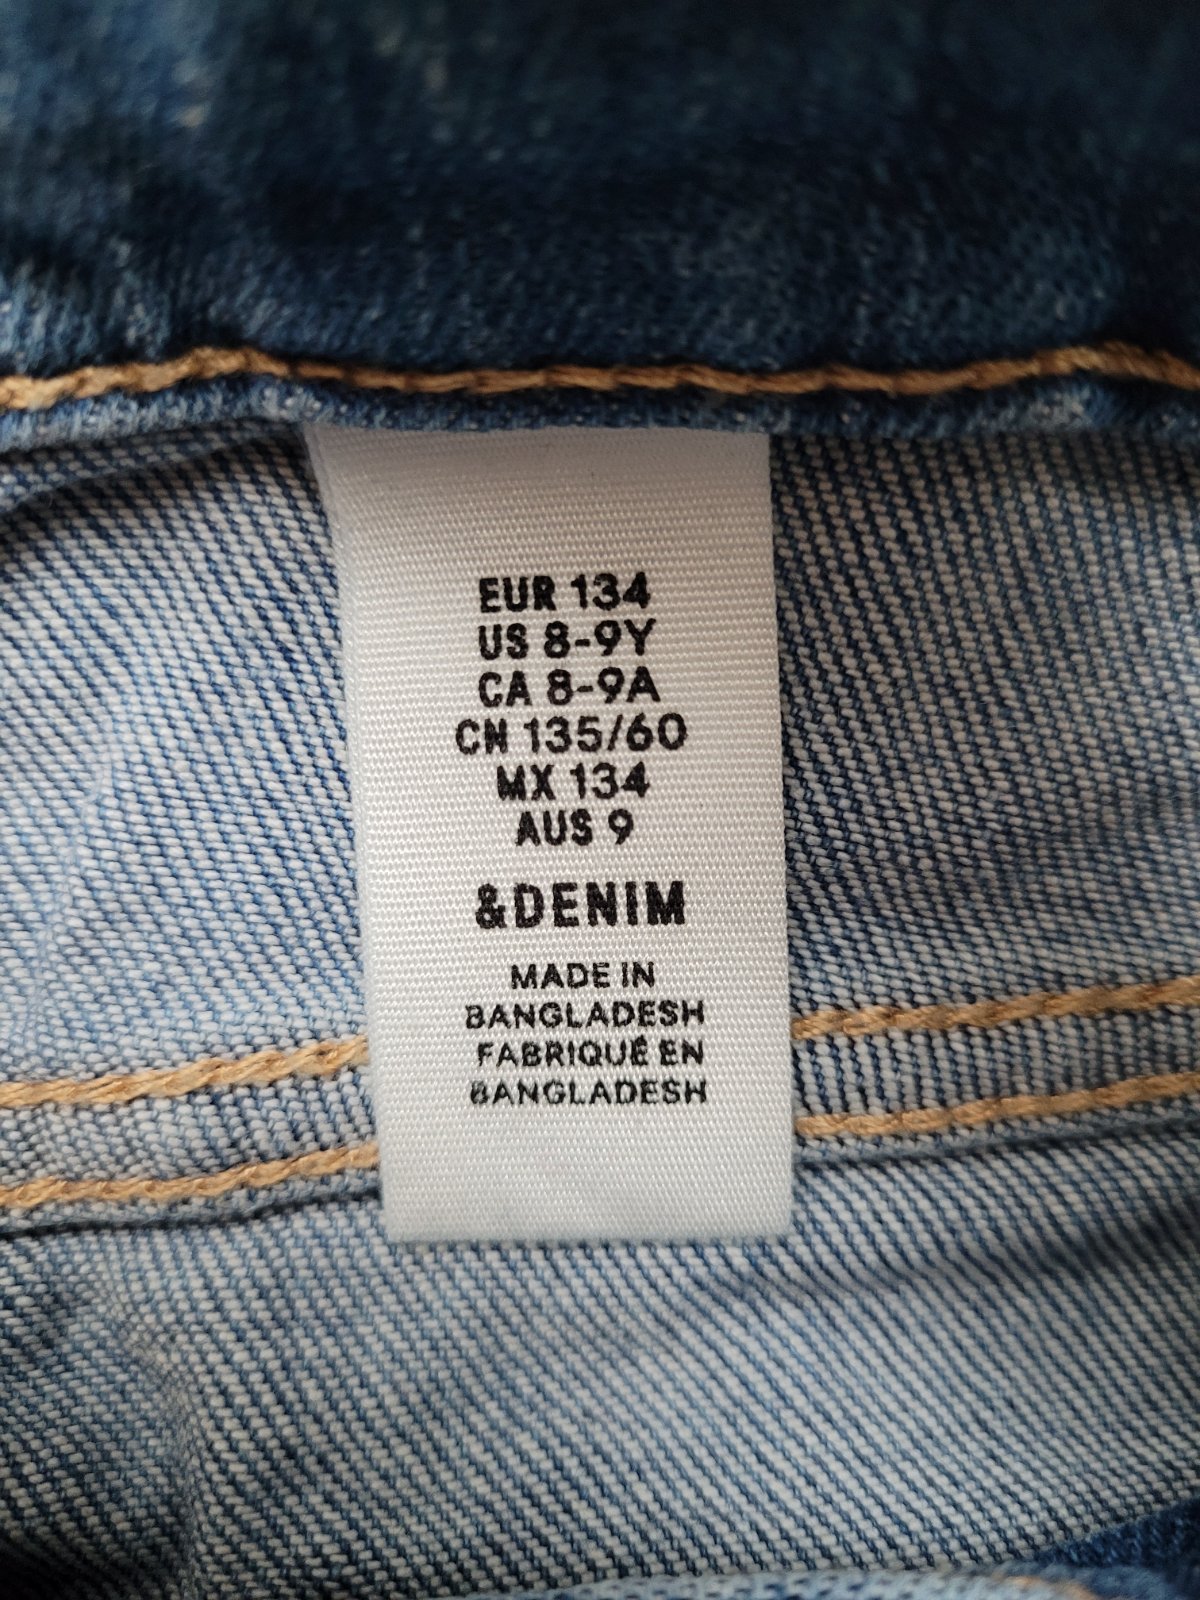 EUR 134
US 8-9Y
CA 8-9A
CN 135/60
MX 134
AUS 9
&DENIM
MADE IN
BANGLADESH
FABRIQUÉ EN
BANGLADESH